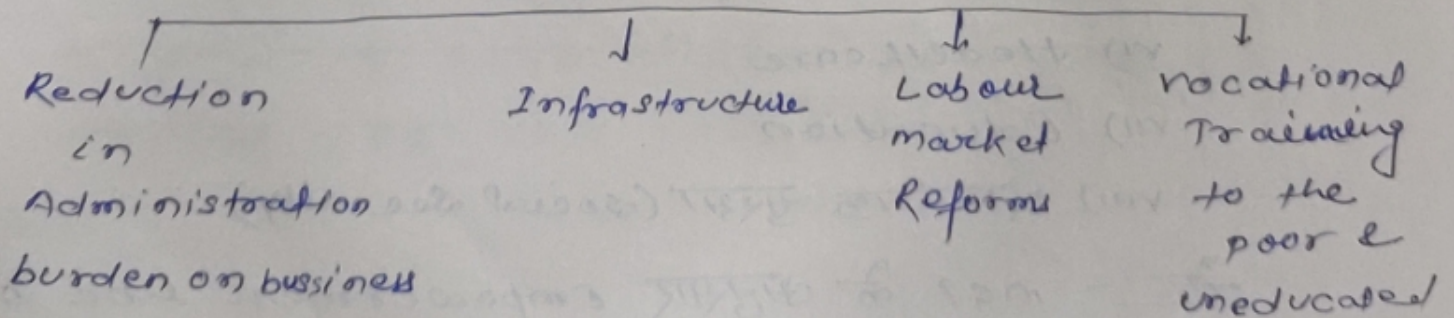 Reduction
in
Administration
burden on bussiness
Infrastructure
Labour
market
Reforms
vocational
Training
to the
poor &
uneducated